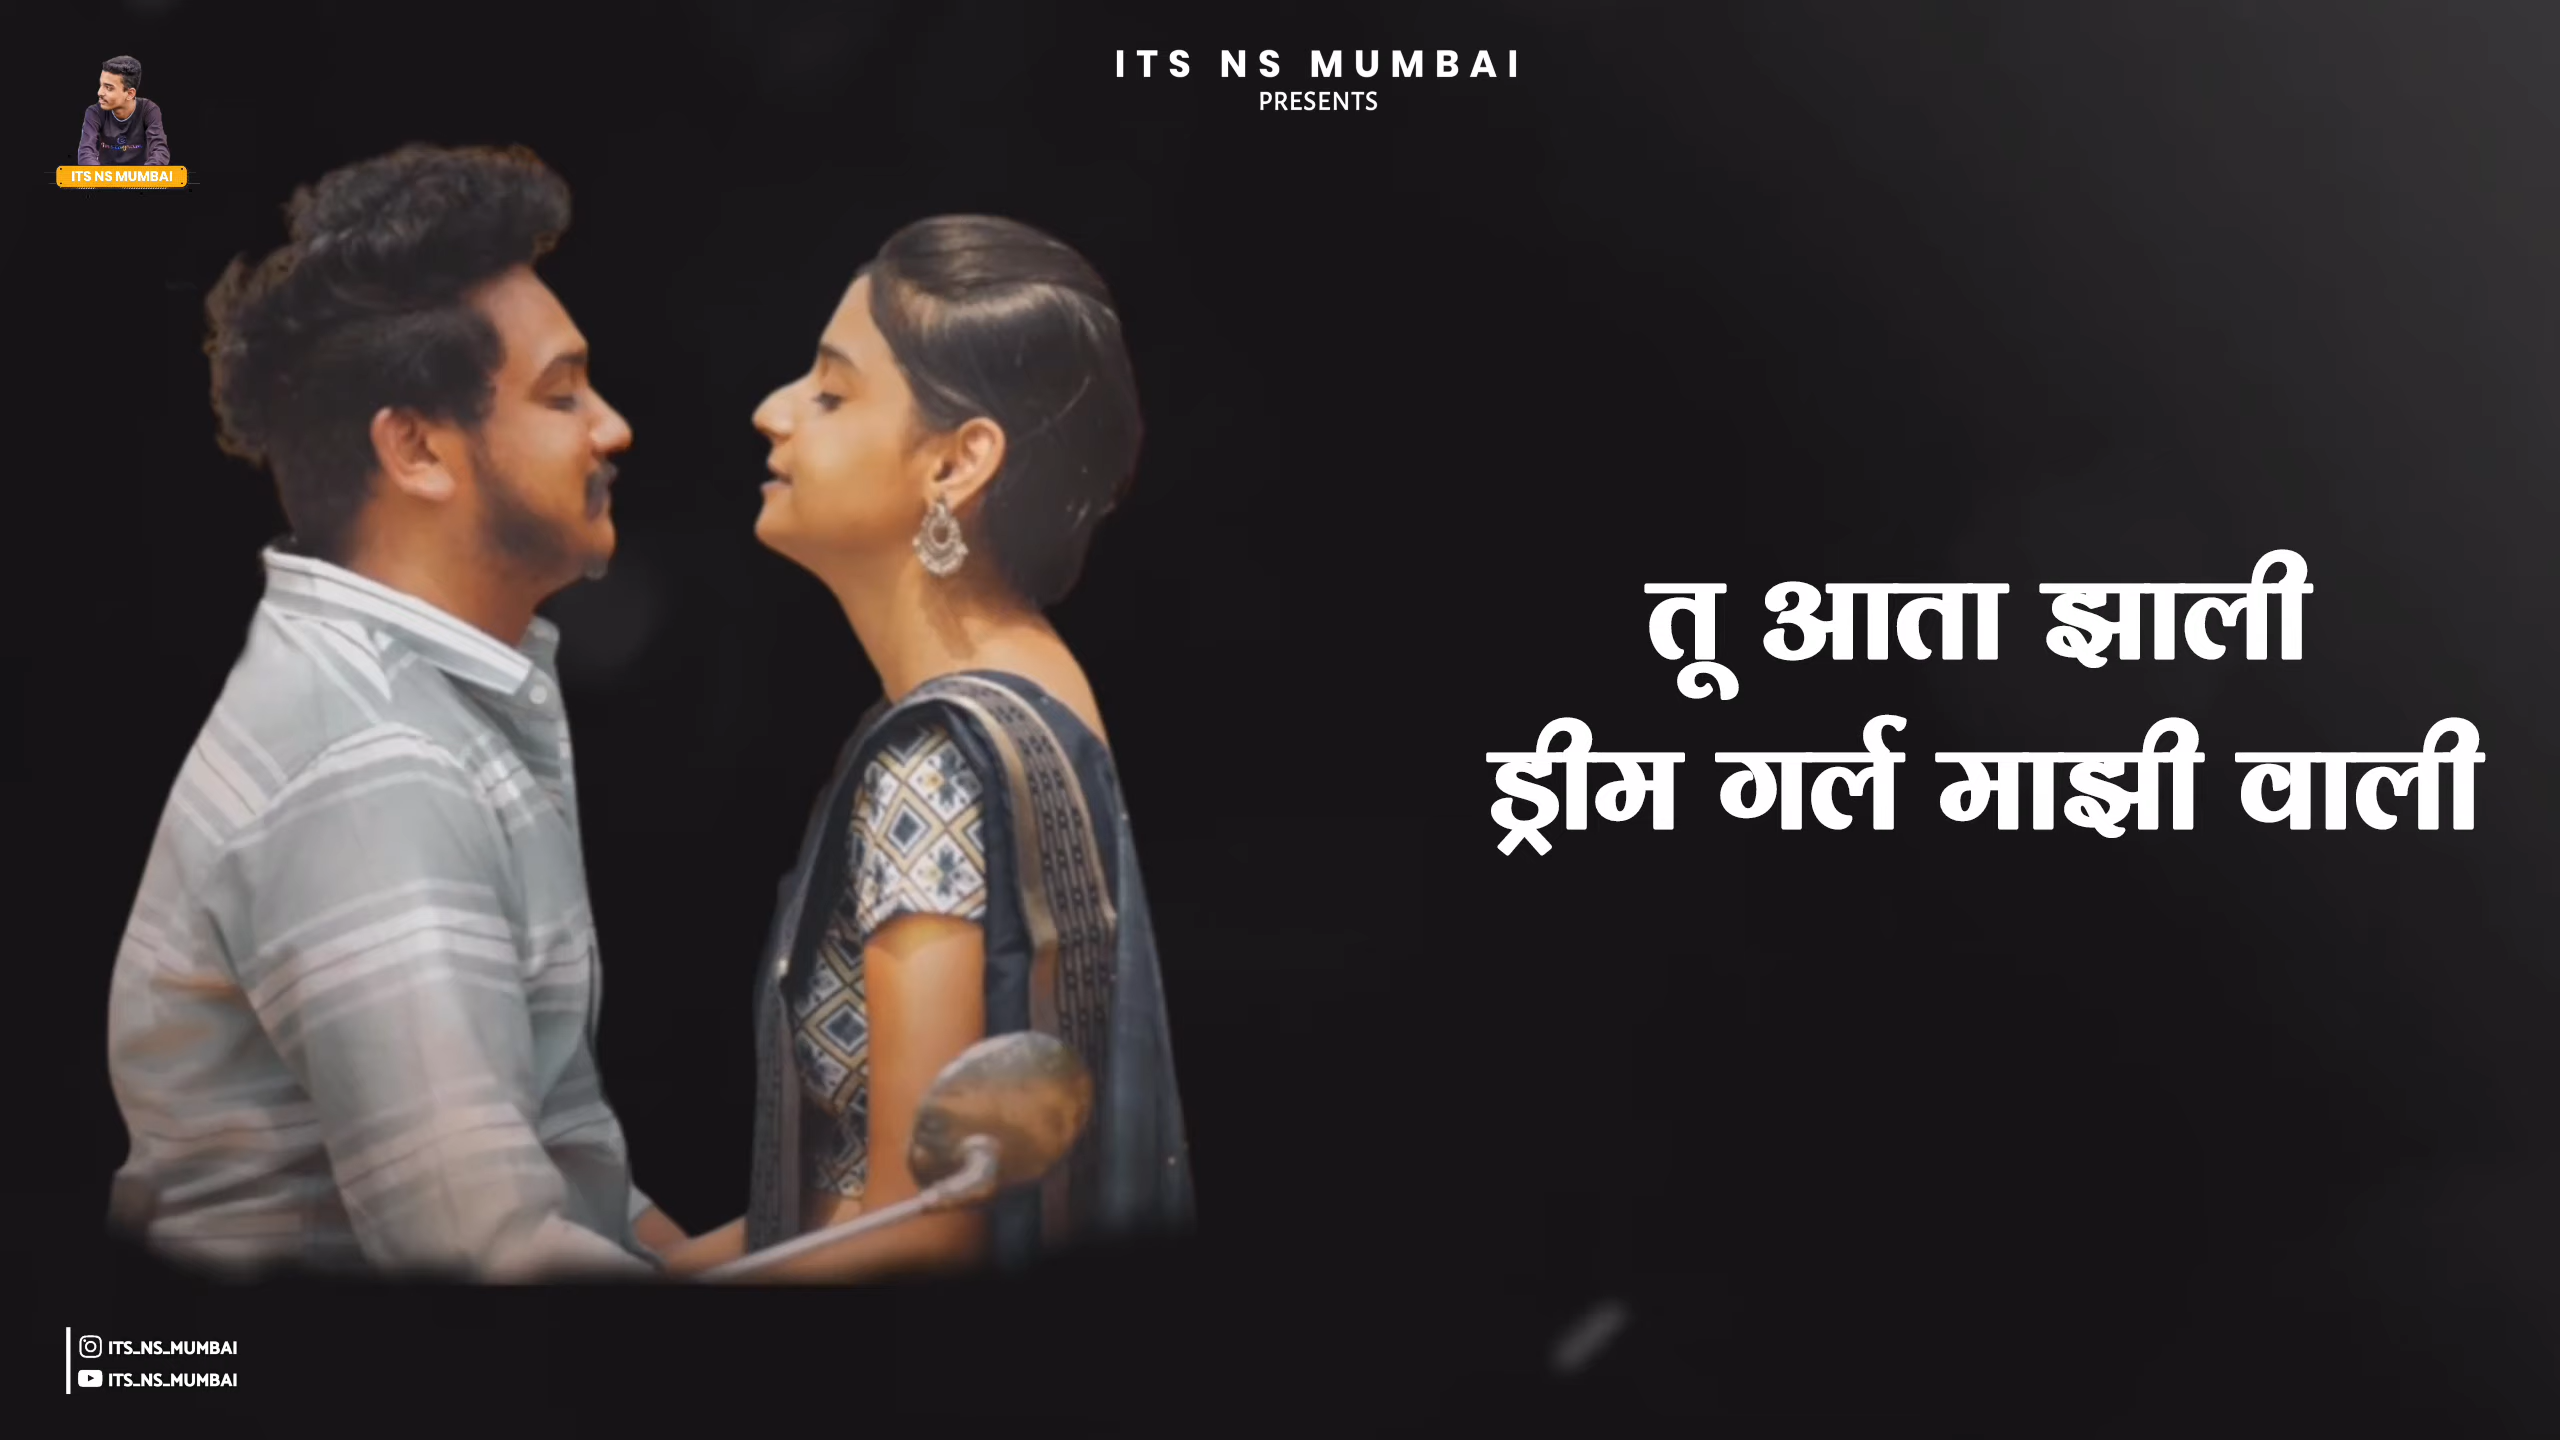 ITS NS MUMBAI
PRESENTS
ITS NS MUMBAI
तू आता झाली
ड्रीम गर्ल माझी वाली
ITS_NS_MUMBAI
ITS_NS_MUMBAI